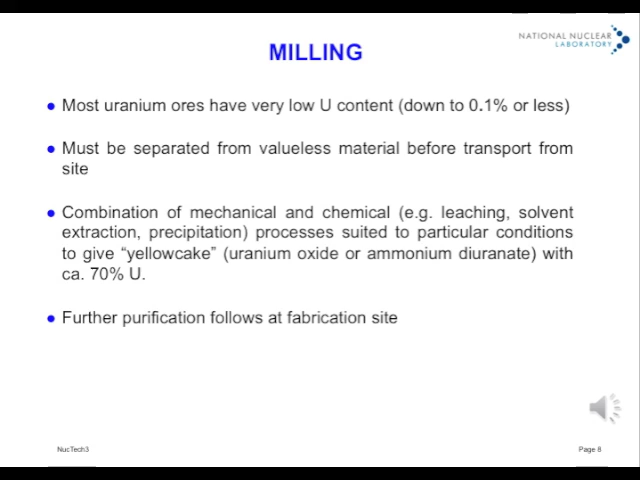 NATIONAL NUCLEAR
LABORATORY
MILLING
● Most uranium ores have very low U content (down to 0.1% or less)
● Must be separated from valueless material before transport from
site
● Combination of mechanical and chemical (e.g. leaching, solvent
extraction, precipitation) processes suited to particular conditions
to give “yellowcake” (uranium oxide or ammonium diuranate) with
ca. 70% U.
● Further purification follows at fabrication site
NucTech3
Page 8